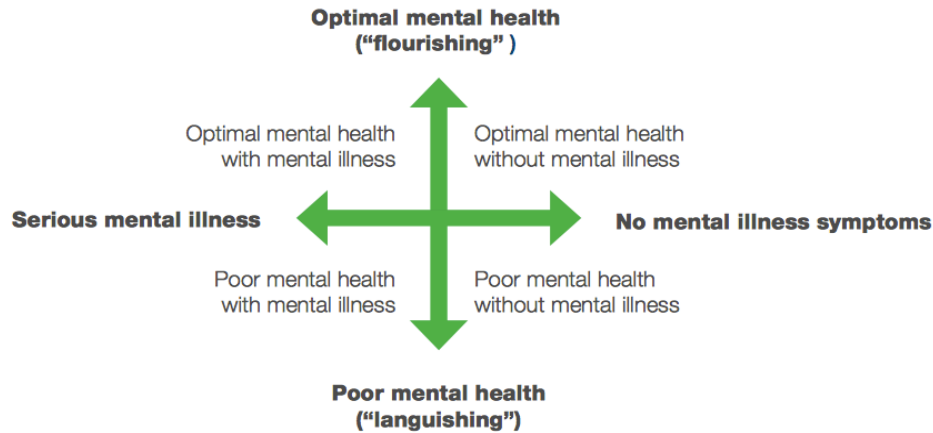 Optimal mental health
(“flourishing” )
Optimal mental health
with mental illness
Optimal mental health
without mental illness
Serious mental illness
No mental illness symptoms
Poor mental health
with mental illness
Poor mental health
without mental illness
Poor mental health
(“languishing”)